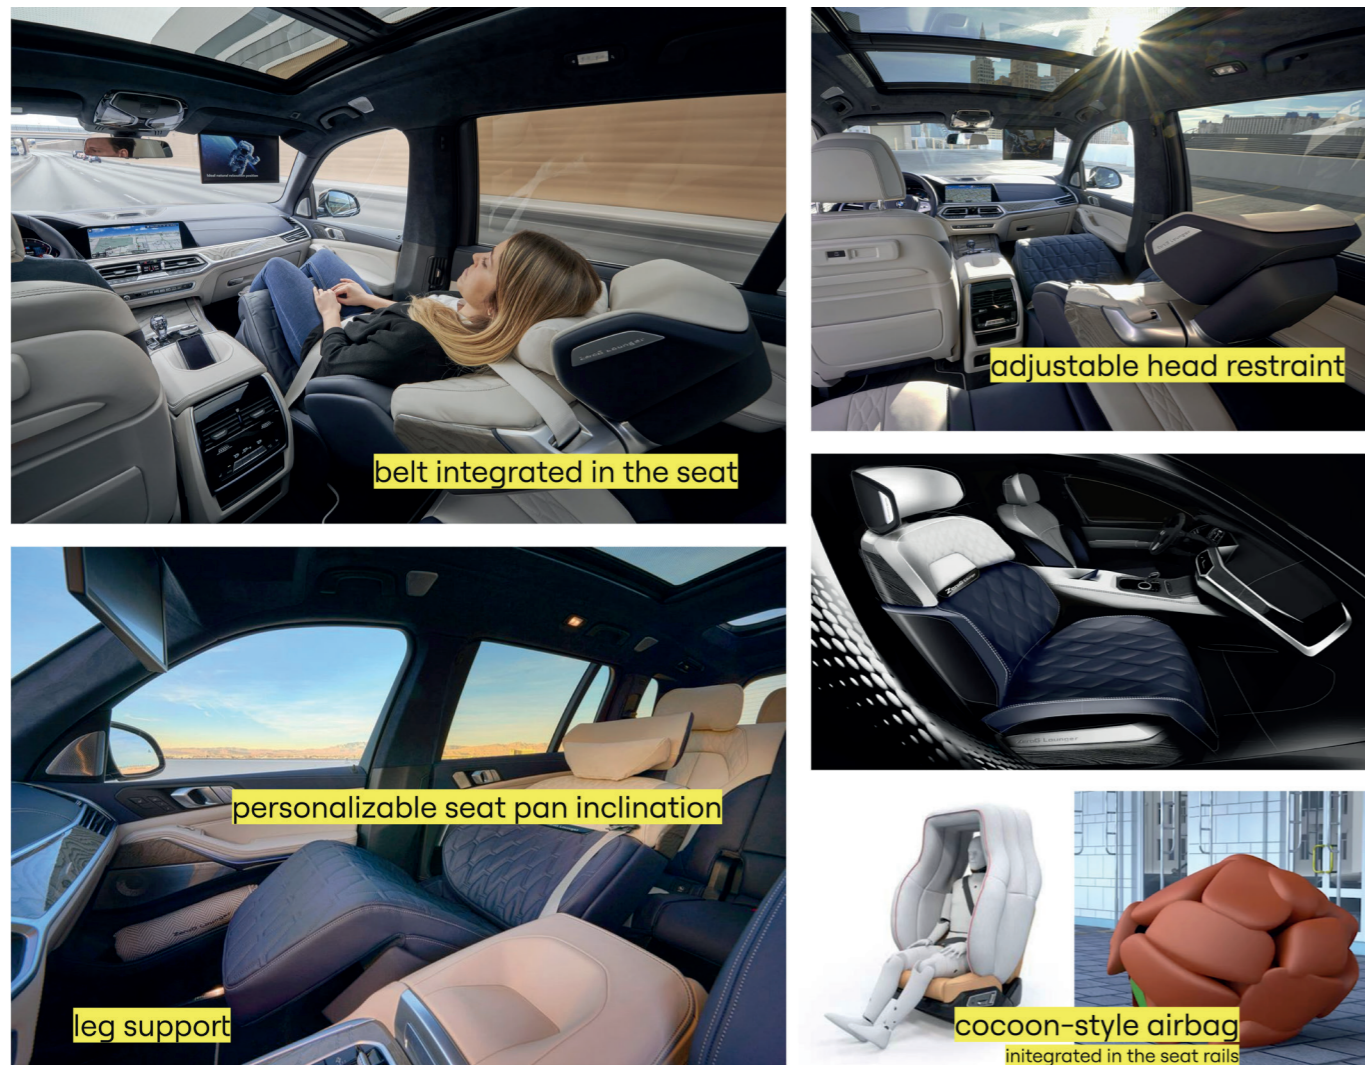 belt integrated in the seat
adjustable head restraint
personalizable seat pan inclination
leg support
cocoon-style airbag
initegrated in the seat rails